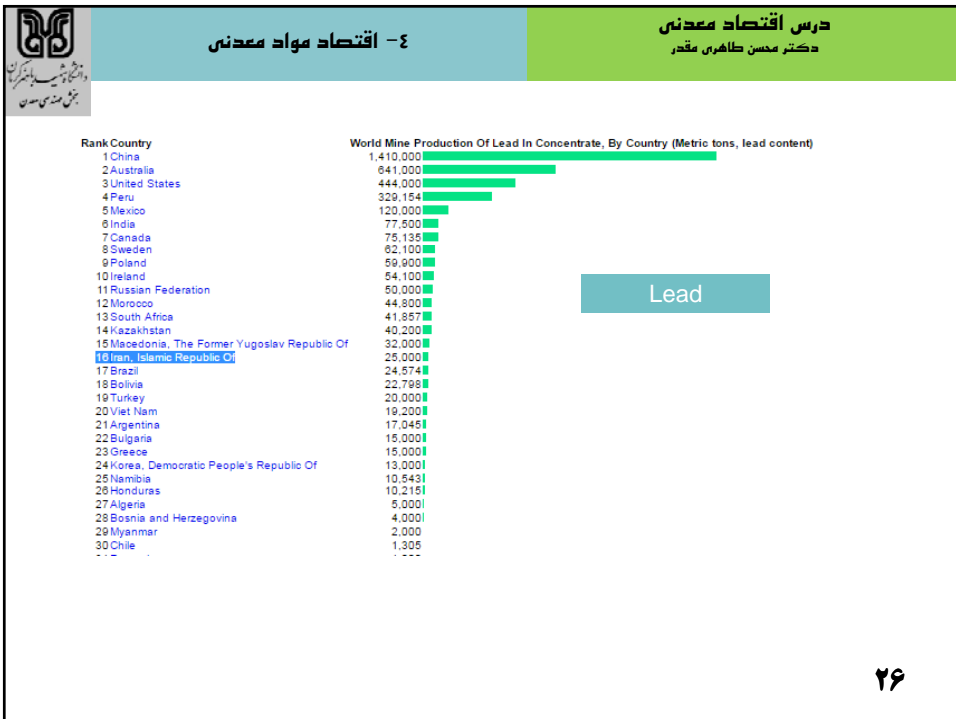 درس اقتصاد معدنی
دکتر محسن طاهری مقدر
۴- اقتصاد مواد معدنی
دانشگاه شهید باهنر کرمان
بخش مهندسی معدن
Rank Country World Mine Production Of Lead In Concentrate, By Country (Metric tons, lead content)
1 China 1,410,000
2 Australia 641,000
3 United States 444,000
4 Peru 329,154
5 Mexico 120,000
6 India 77,500
7 Canada 75,135
8 Sweden 62,100
9 Poland 59,900
10 Ireland 54,100
11 Russian Federation 50,000
12 Morocco 44,800
13 South Africa 41,857
14 Kazakhstan 40,200
15 Macedonia, The Former Yugoslav Republic Of 32,000
16 Iran, Islamic Republic Of 25,000
17 Brazil 24,574
18 Bolivia 22,798
19 Turkey 20,000
20 Viet Nam 19,200
21 Argentina 17,045
22 Bulgaria 15,000
23 Greece 15,000
24 Korea, Democratic People's Republic Of 13,000
25 Namibia 10,543
26 Honduras 10,215
27 Algeria 5,000
28 Bosnia and Herzegovina 4,000
29 Myanmar 2,000
30 Chile 1,305
Lead
۲۶